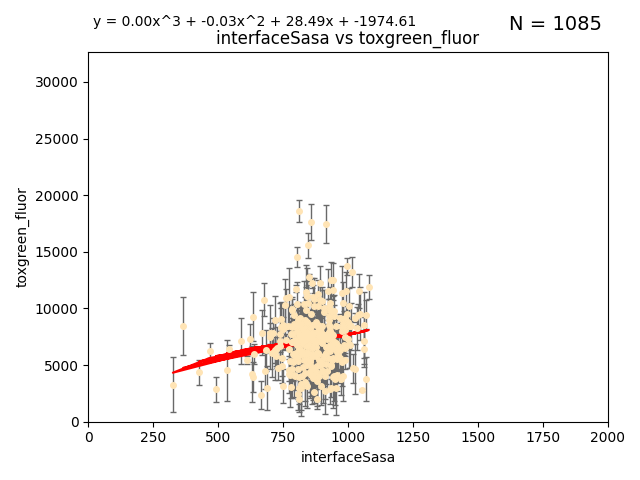 y = 0.00x^3 + -0.03x^2 + 28.49x + -1974.61
N = 1085
interfaceSasa vs toxgreen_fluor
30000
25000
20000
15000
10000
5000
0
toxgreen_fluor
0 250 500 750 1000 1250 1500 1750 2000
interfaceSasa